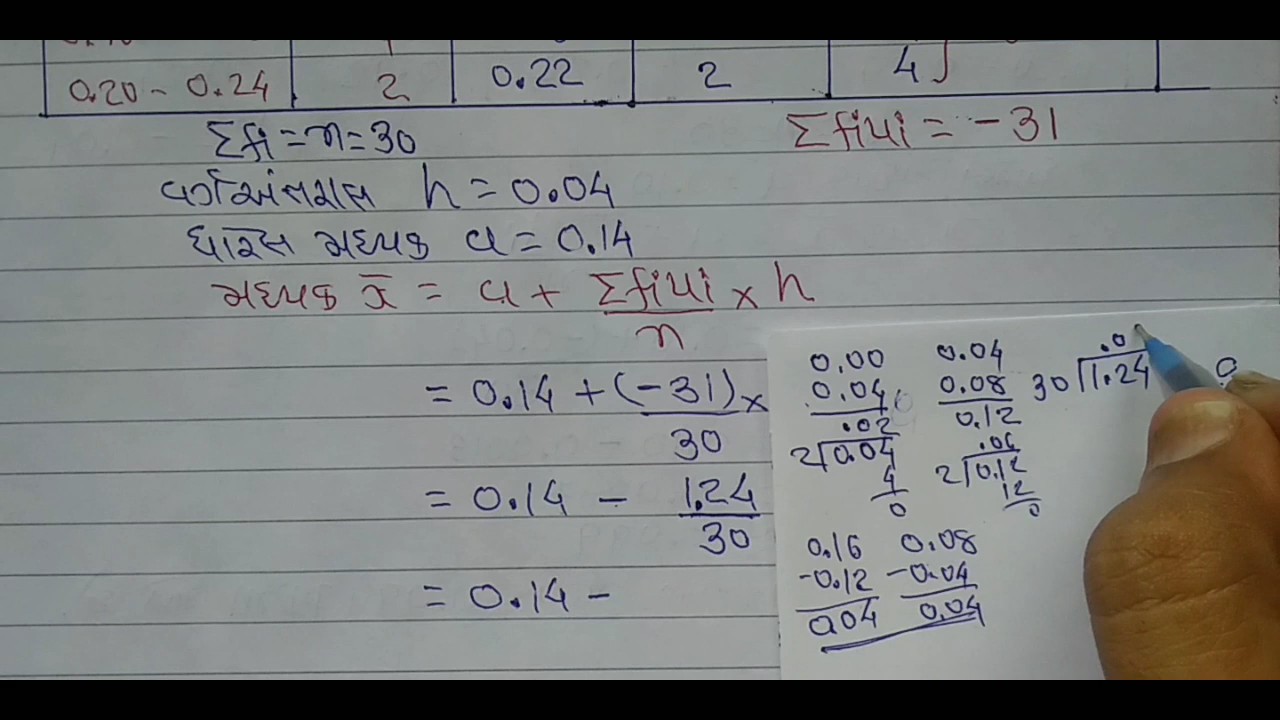 0.20 - 0.24 2 0.22 2 4
Σfi = n = 30 Σfiui = -31
વર્ગઅંતરાલ h = 0.04
ધારેલ મધ્યક a = 0.14
મધ્યક x̄ = a + Σfiui/n × h
= 0.14 + (-31)/30 ×
= 0.14 - 1.24/30
= 0.14 -
0.00 0.04 .0
0.04 0.08 30 1.24
.02 0.12
2 0.04 .06
4 2 0.12
0 12
0
0.16 0.08
-0.12 -0.04
0.04 0.04